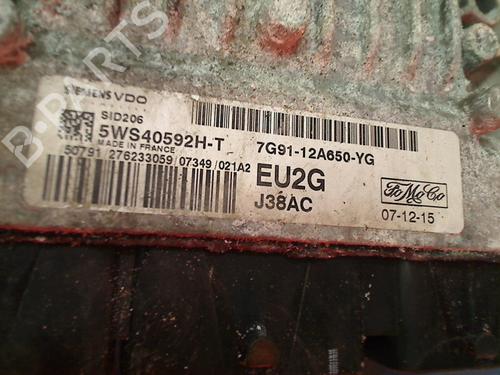 SIEMENS VDO
SID206
5WS40592H-T
MADE IN FRANCE
50791 276233059 07349 021A2
7G91-12A650-YG
EU2G
J38AC
FoMoCo
07-12-15
B-PARTS